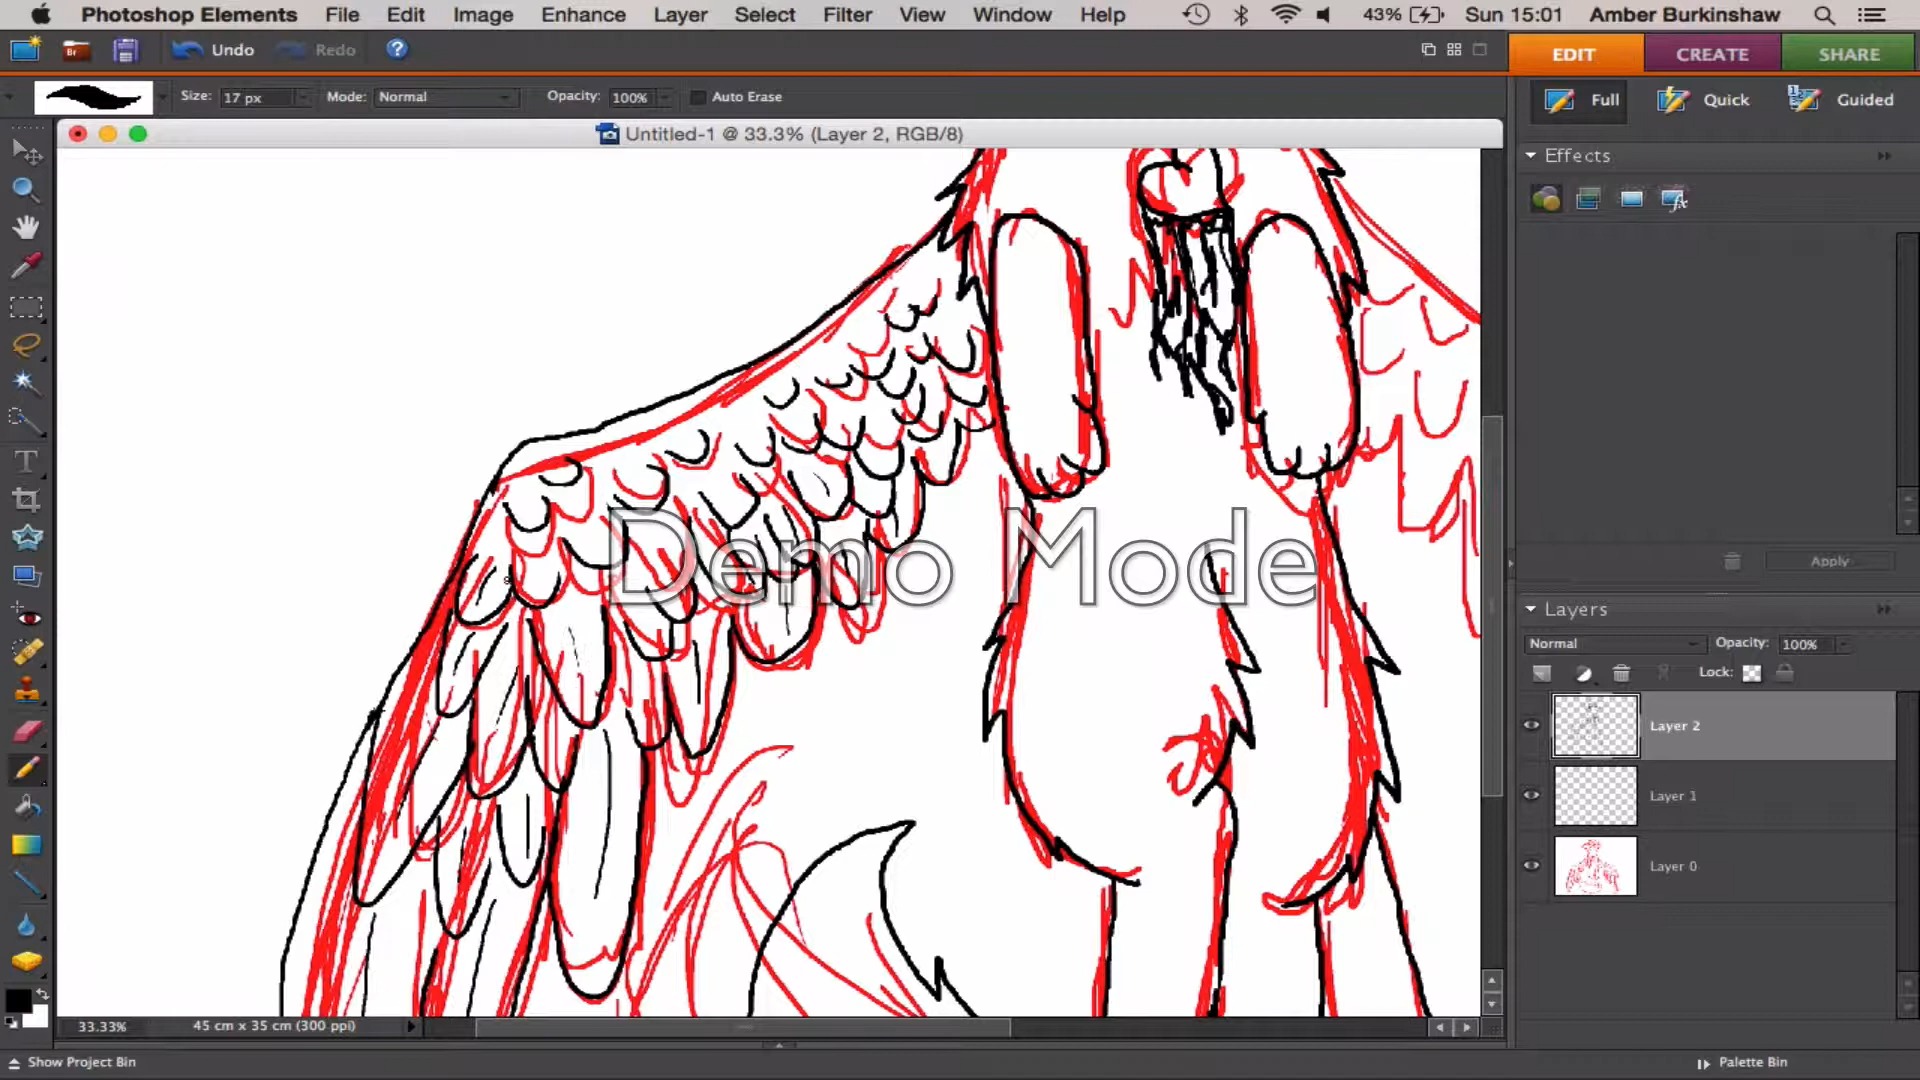 Photoshop Elements File Edit Image Enhance Layer Select Filter View Window Help 43% Sun 15:01 Amber Burkinshaw
Br Undo Redo ? EDIT CREATE SHARE
Size: 17 px Mode: Normal Opacity: 100% Auto Erase Full Quick Guided
Untitled-1 @ 33.3% (Layer 2, RGB/8)
Effects
fx
T
Demo Mode
Apply
Layers
Normal Opacity: 100%
Lock:
Layer 2
Layer 1
Layer 0
33.33% 45 cm x 35 cm (300 ppi)
Show Project Bin Palette Bin